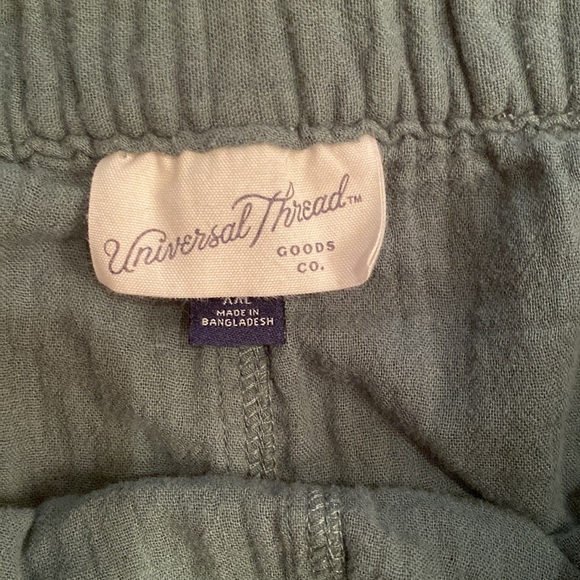 Universal Thread™
GOODS
CO.
XXL
MADE IN
BANGLADESH